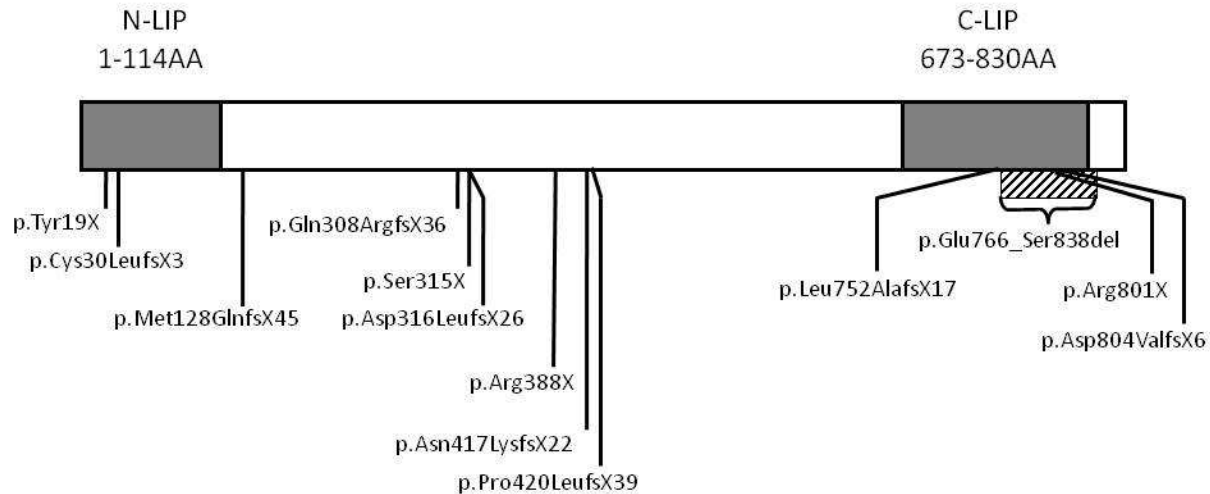 N-LIP
1-114AA
C-LIP
673-830AA
p.Tyr19X
p.Cys30LeufsX3
p.Met128GlnfsX45
p.Gln308ArgfsX36
p.Ser315X
p.Asp316LeufsX26
p.Arg388X
p.Asn417LysfsX22
p.Pro420LeufsX39
p.Leu752AlafsX17
p.Glu766_Ser838del
p.Arg801X
p.Asp804ValfsX6